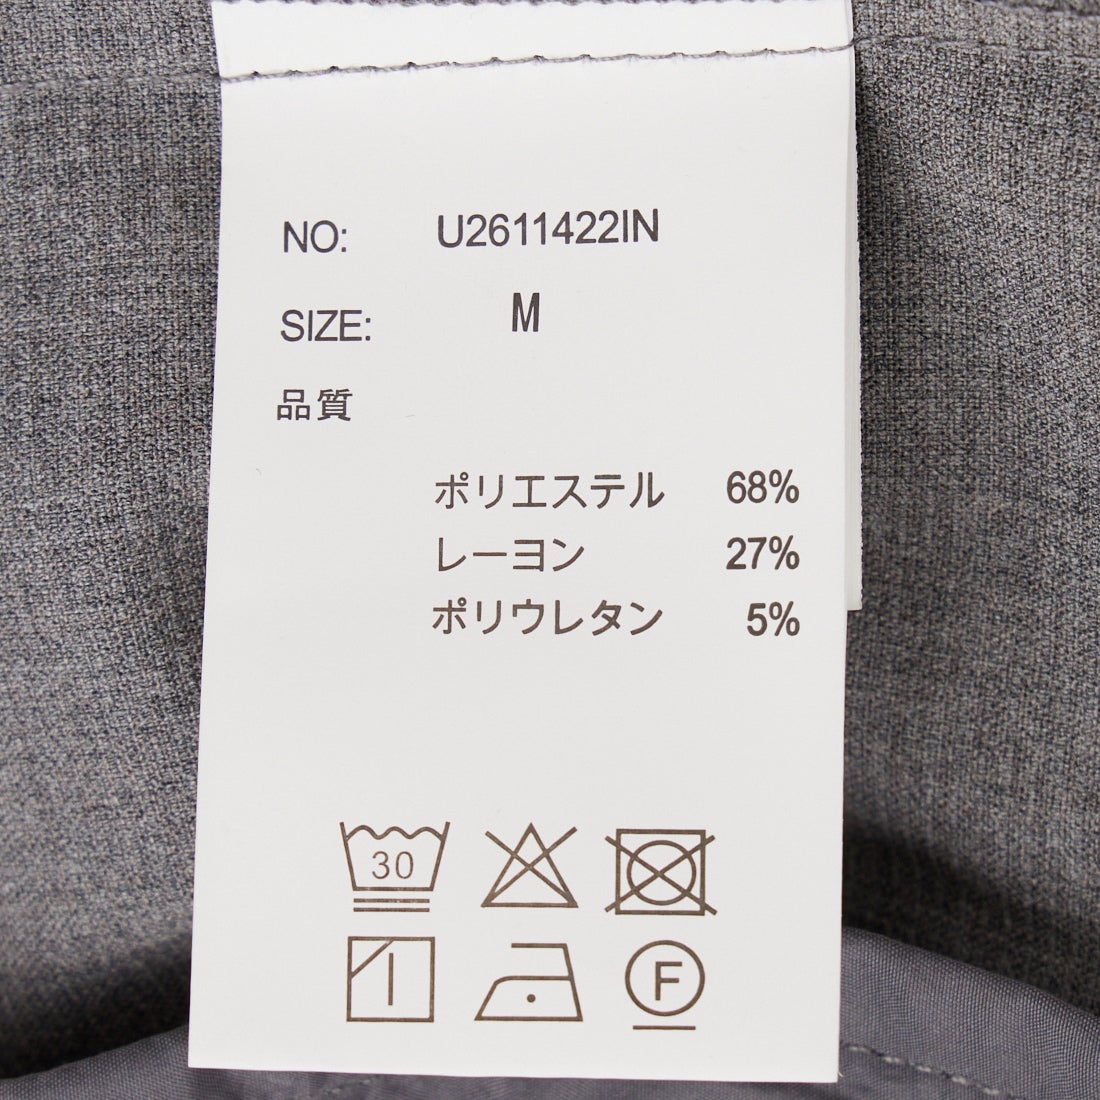 NO: U2611422IN
SIZE: M
品質
ポリエステル 68%
レーヨン 27%
ポリウレタン 5%
30
F